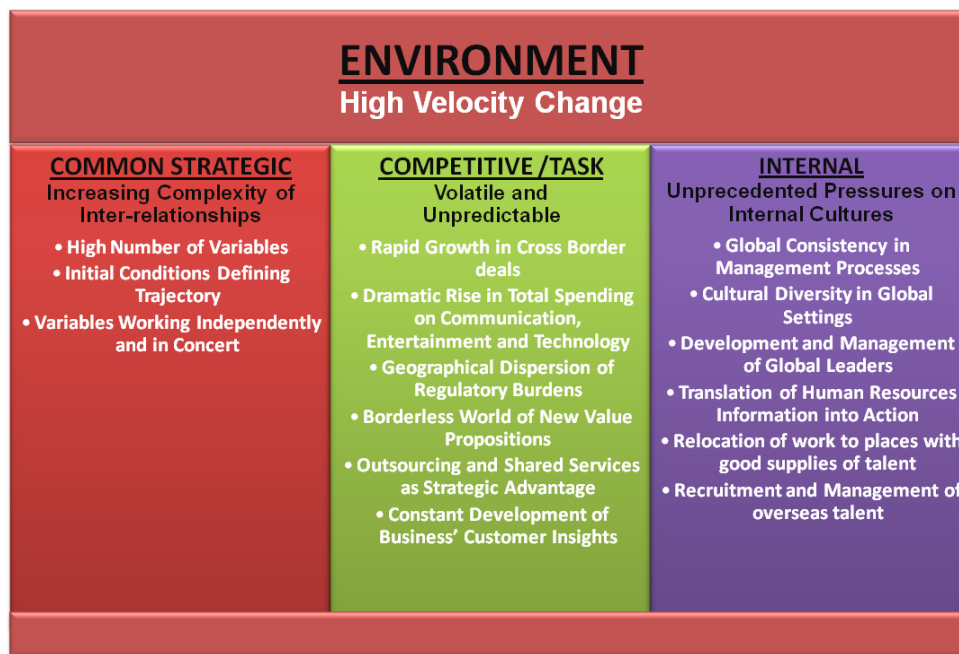 ENVIRONMENT
High Velocity Change
COMMON STRATEGIC
Increasing Complexity of
Inter-relationships
• High Number of Variables
• Initial Conditions Defining
Trajectory
• Variables Working Independently
and in Concert
COMPETITIVE /TASK
Volatile and
Unpredictable
• Rapid Growth in Cross Border
deals
• Dramatic Rise in Total Spending
on Communication,
Entertainment and Technology
• Geographical Dispersion of
Regulatory Burdens
• Borderless World of New Value
Propositions
• Outsourcing and Shared Services
as Strategic Advantage
• Constant Development of
Business’ Customer Insights
INTERNAL
Unprecedented Pressures on
Internal Cultures
• Global Consistency in
Management Processes
• Cultural Diversity in Global
Settings
• Development and Management
of Global Leaders
• Translation of Human Resources
Information into Action
• Relocation of work to places with
good supplies of talent
• Recruitment and Management of
overseas talent